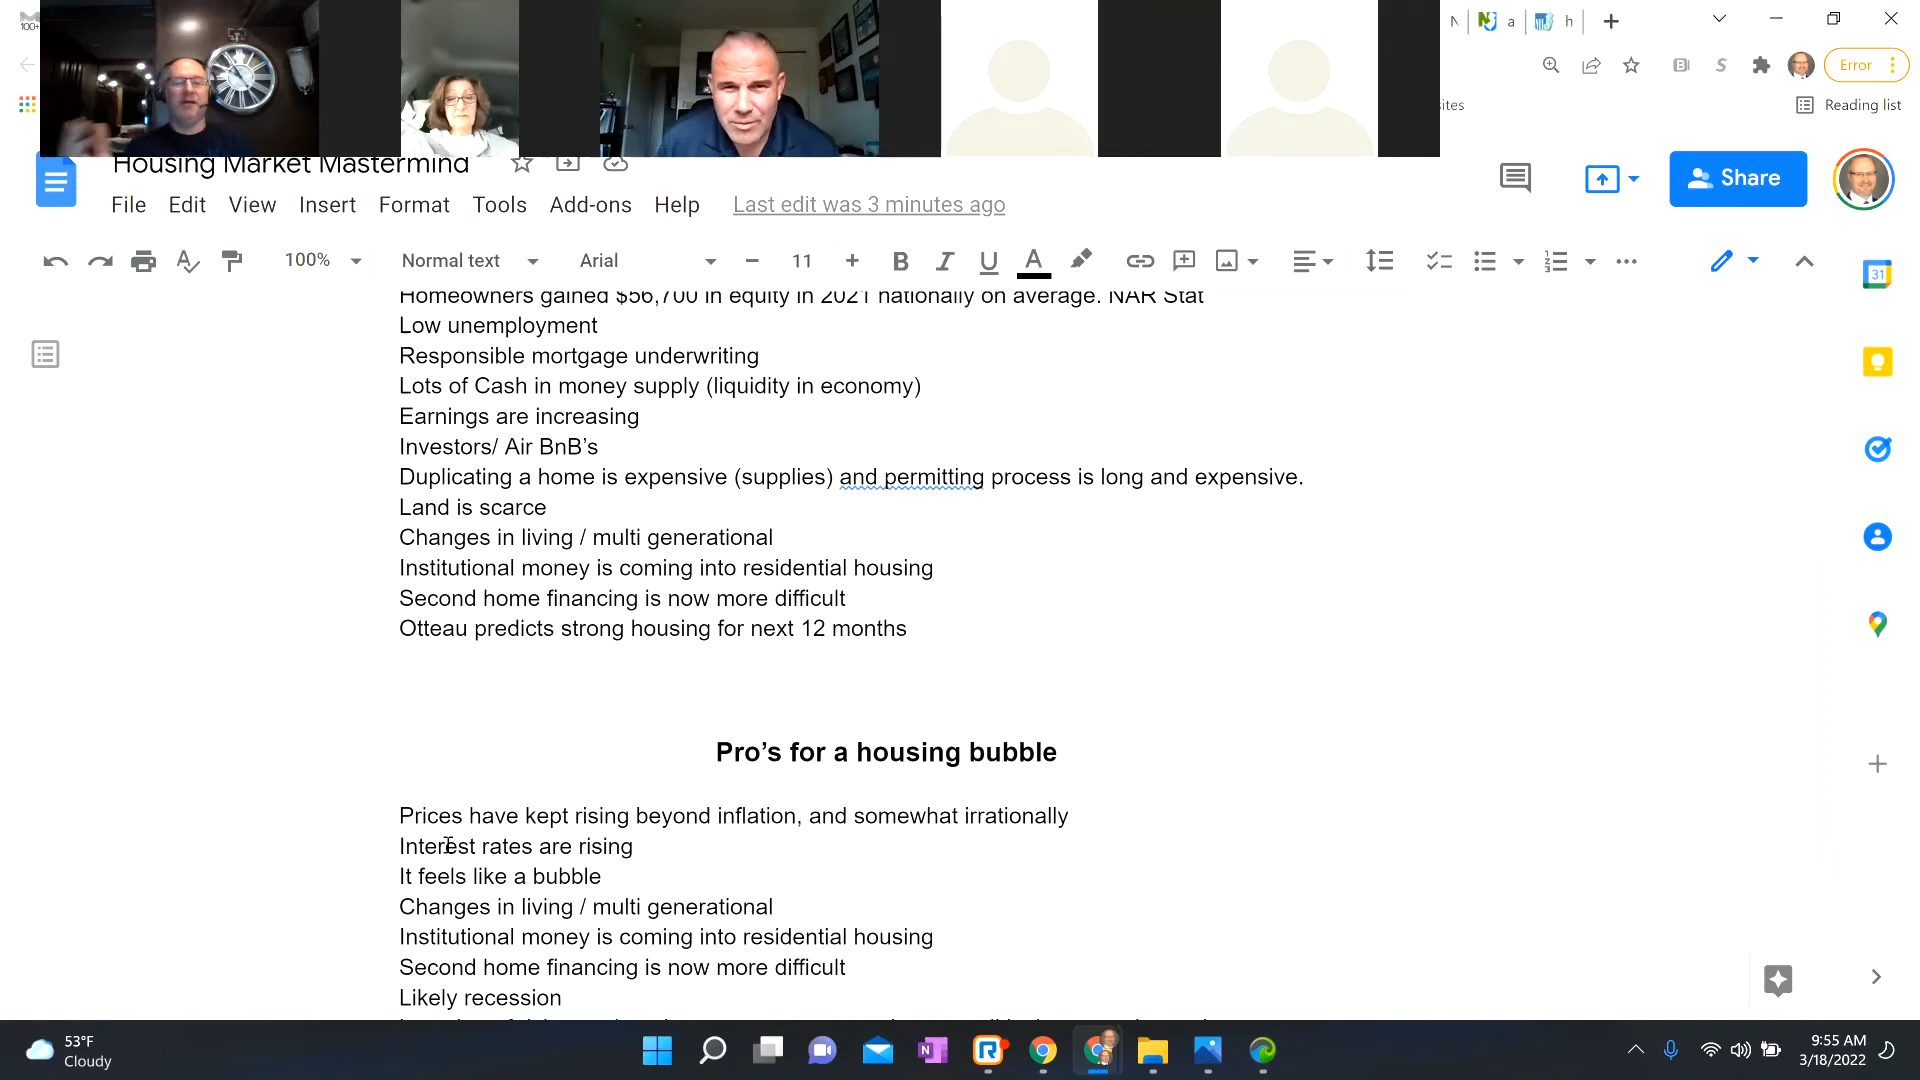 100+
N
a
h
Error
sites
Reading list
Housing Market Mastermind
Share
File Edit View Insert Format Tools Add-ons Help Last edit was 3 minutes ago
100% Normal text Arial 11 B I U A
31
Homeowners gained $56,700 in equity in 2021 nationally on average. NAR Stat
Low unemployment
Responsible mortgage underwriting
Lots of Cash in money supply (liquidity in economy)
Earnings are increasing
Investors/ Air BnB’s
Duplicating a home is expensive (supplies) and permitting process is long and expensive.
Land is scarce
Changes in living / multi generational
Institutional money is coming into residential housing
Second home financing is now more difficult
Otteau predicts strong housing for next 12 months
Pro’s for a housing bubble
Prices have kept rising beyond inflation, and somewhat irrationally
Interest rates are rising
It feels like a bubble
Changes in living / multi generational
Institutional money is coming into residential housing
Second home financing is now more difficult
Likely recession
53°F
Cloudy
9:55 AM
3/18/2022